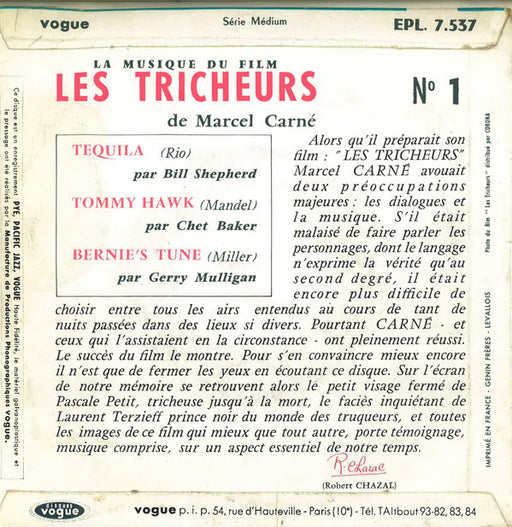 vogue
Série Médium
EPL. 7.537
LA MUSIQUE DU FILM
LES TRICHEURS
N° 1
de Marcel Carné
TEQUILA (Rio)
par Bill Shepherd
TOMMY HAWK (Mandel)
par Chet Baker
BERNIE'S TUNE (Miller)
par Gerry Mulligan
Alors qu'il préparait son
film : "LES TRICHEURS"
Marcel CARNÉ avouait
deux préoccupations
majeures : les dialogues et
la musique. S'il était
malaisé de faire parler les
personnages, dont le langage
n'exprime la vérité qu'au
second degré, il était
encore plus difficile de
choisir entre tous les airs entendus au cours de tant de
nuits passées dans des lieux si divers. Pourtant CARNÉ - et
ceux qui l'assistaient en la circonstance - ont pleinement réussi.
Le succès du film le montre. Pour s'en convaincre mieux encore
il n'est que de fermer les yeux en écoutant ce disque. Sur l'écran
de notre mémoire se retrouvent alors le petit visage fermé de
Pascale Petit, tricheuse jusqu'à la mort, le faciès inquiétant de
Laurent Terzieff prince noir du monde des truqueurs, et toutes
les images de ce film qui mieux que tout autre, porte témoignage,
musique comprise, sur un aspect essentiel de notre temps.
R. Chazal
(Robert CHAZAL)
Ce disque est un enregistrement PYE, PACIFIC JAZZ, VOGUE Haute Fidélité, le matériel galvanoplastique et
le pressage ont été réalisés par la Manufacture de Productions Phonographiques Vogue.
Photo du film " Les Tricheurs " distribué par CORONA
IMPRIMÉ EN FRANCE - GENIN FRÈRES - LEVALLOIS
DISQUES
vogue
vogue p. i. p. 54, rue d'Hauteville - Paris (10e) - Tél. TAItbout 93-82, 83, 84